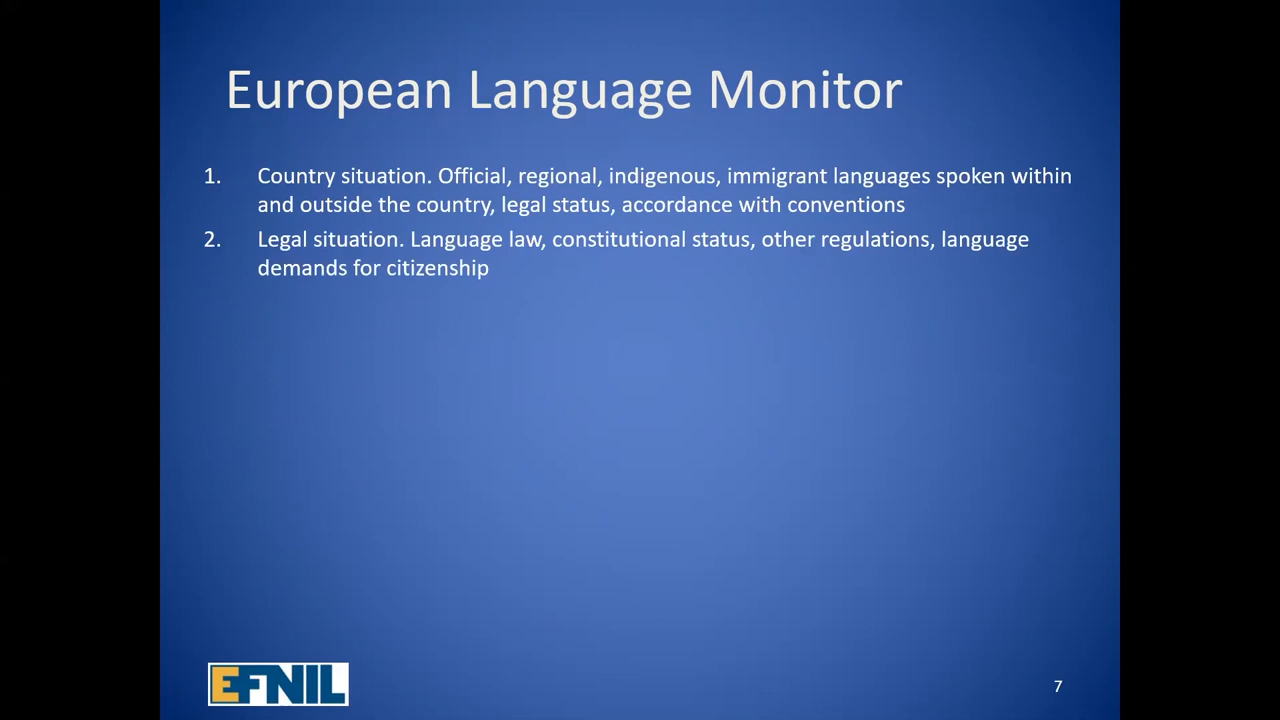 European Language Monitor
1. Country situation. Official, regional, indigenous, immigrant languages spoken within
and outside the country, legal status, accordance with conventions
2. Legal situation. Language law, constitutional status, other regulations, language
demands for citizenship
EFNIL
7